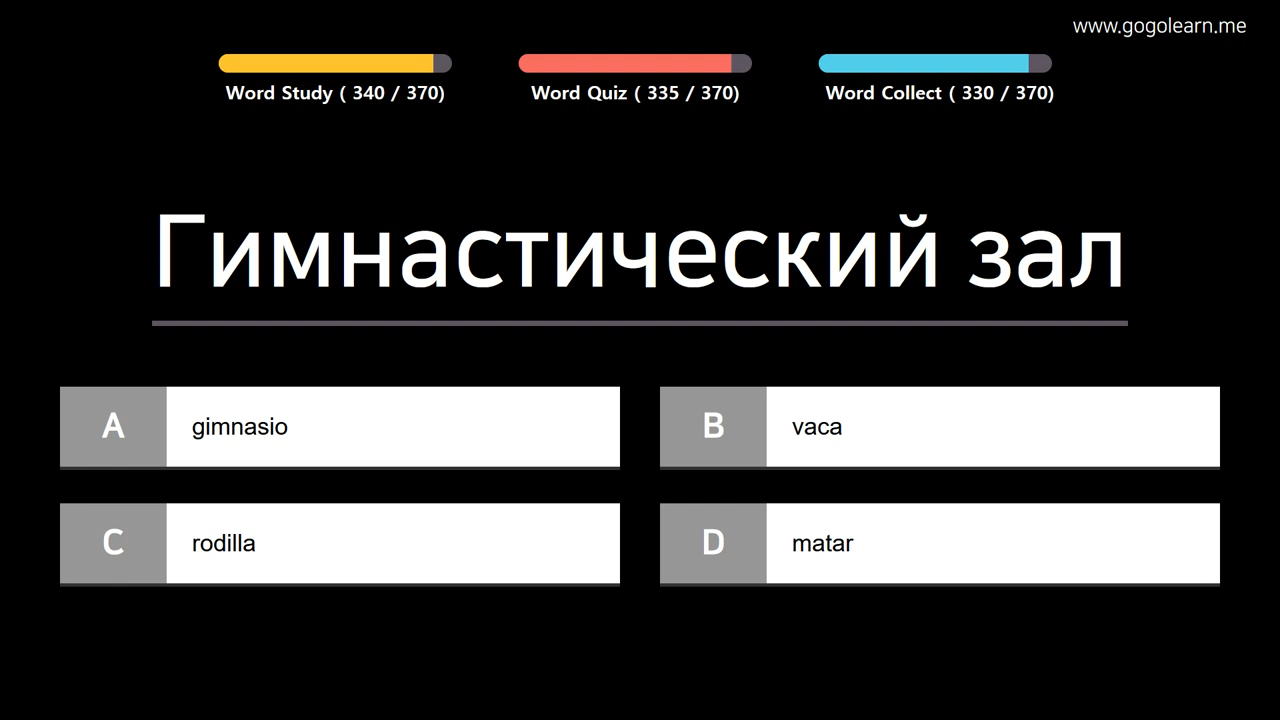 www.gogolearn.me
Word Study ( 340 / 370)
Word Quiz ( 335 / 370)
Word Collect ( 330 / 370)
Гимнастический зал
A gimnasio
B vaca
C rodilla
D matar